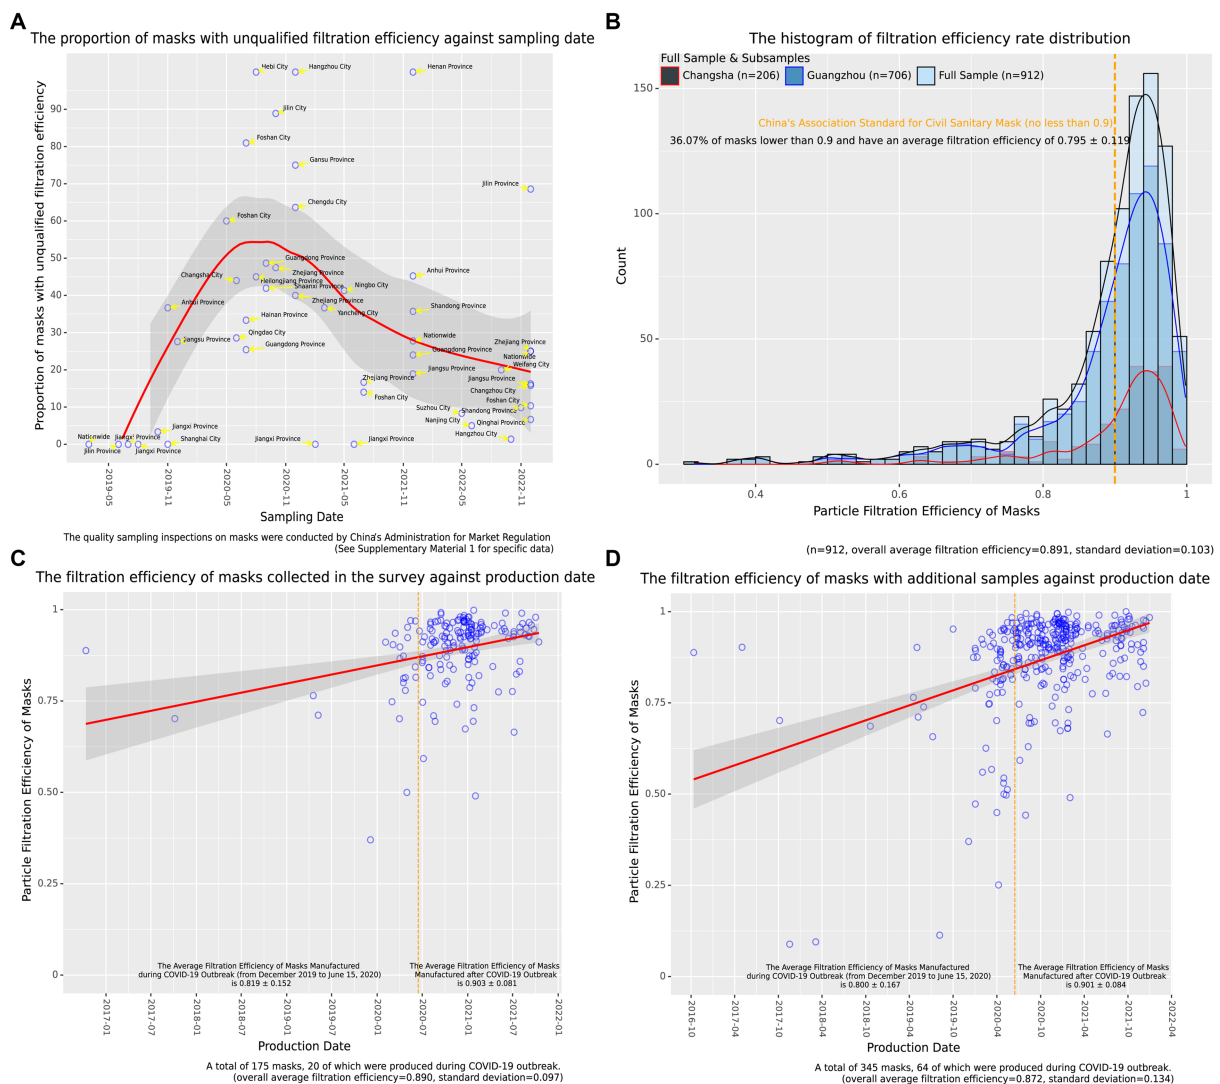 A
The proportion of masks with unqualified filtration efficiency against sampling date
Proportion of masks with unqualified filtration efficiency
100
90
80
70
60
50
40
30
20
10
0
Hebi City
Hangzhou City
Henan Province
Jilin City
Foshan City
Gansu Province
Jilin Province
Chengdu City
Foshan City
Guangdong Province
Zhejiang Province
Changsha City
Heilongjiang Province
Shaanxi Province
Ningbo City
Anhui Province
Anhui Province
Zhejiang Province
Yancheng City
Shandong Province
Hainan Province
Qingdao City
Jiangsu Province
Guangdong Province
Nationwide
Guangdong Province
Zhejiang Province
Nationwide
Weifang City
Jiangsu Province
Zhejiang Province
Jiangsu Province
Changzhou City
Foshan City
Foshan City
Suzhou City
Shandong Province
Nanjing City
Qinghai Province
Hangzhou City
Nationwide
Jiangxi Province
Jiangxi Province
Shanghai City
Jilin Province
Jiangxi Province
Jiangxi Province
Jiangxi Province
2019-05
2019-11
2020-05
2020-11
2021-05
2021-11
2022-05
2022-11
Sampling Date
The quality sampling inspections on masks were conducted by China's Administration for Market Regulation
(See Supplementary Material 1 for specific data)
B
The histogram of filtration efficiency rate distribution
Full Sample & Subsamples
Changsha (n=206)
Guangzhou (n=706)
Full Sample (n=912)
China's Association Standard for Civil Sanitary Mask (no less than 0.9)
36.07% of masks lower than 0.9 and have an average filtration efficiency of 0.795 ± 0.119
Count
150
100
50
0
0.4
0.6
0.8
1
Particle Filtration Efficiency of Masks
(n=912, overall average filtration efficiency=0.891, standard deviation=0.103)
C
The filtration efficiency of masks collected in the survey against production date
Particle Filtration Efficiency of Masks
1
0.75
0.50
0.25
0
The Average Filtration Efficiency of Masks Manufactured
during COVID-19 Outbreak (from December 2019 to June 15, 2020)
is 0.819 ± 0.152
The Average Filtration Efficiency of Masks
Manufactured after COVID-19 Outbreak
is 0.903 ± 0.081
2017-01
2017-07
2018-01
2018-07
2019-01
2019-07
2020-01
2020-07
2021-01
2021-07
2022-01
Production Date
A total of 175 masks, 20 of which were produced during COVID-19 outbreak.
(overall average filtration efficiency=0.890, standard deviation=0.097)
D
The filtration efficiency of masks with additional samples against production date
Particle Filtration Efficiency of Masks
1
0.75
0.50
0.25
0
The Average Filtration Efficiency of Masks Manufactured
during COVID-19 Outbreak (from December 2019 to June 15, 2020)
is 0.800 ± 0.167
The Average Filtration Efficiency of Masks
Manufactured after COVID-19 Outbreak
is 0.901 ± 0.084
2016-10
2017-04
2017-10
2018-04
2018-10
2019-04
2019-10
2020-04
2020-10
2021-04
2021-10
2022-04
Production Date
A total of 345 masks, 64 of which were produced during COVID-19 outbreak.
(overall average filtration efficiency=0.872, standard deviation=0.134)